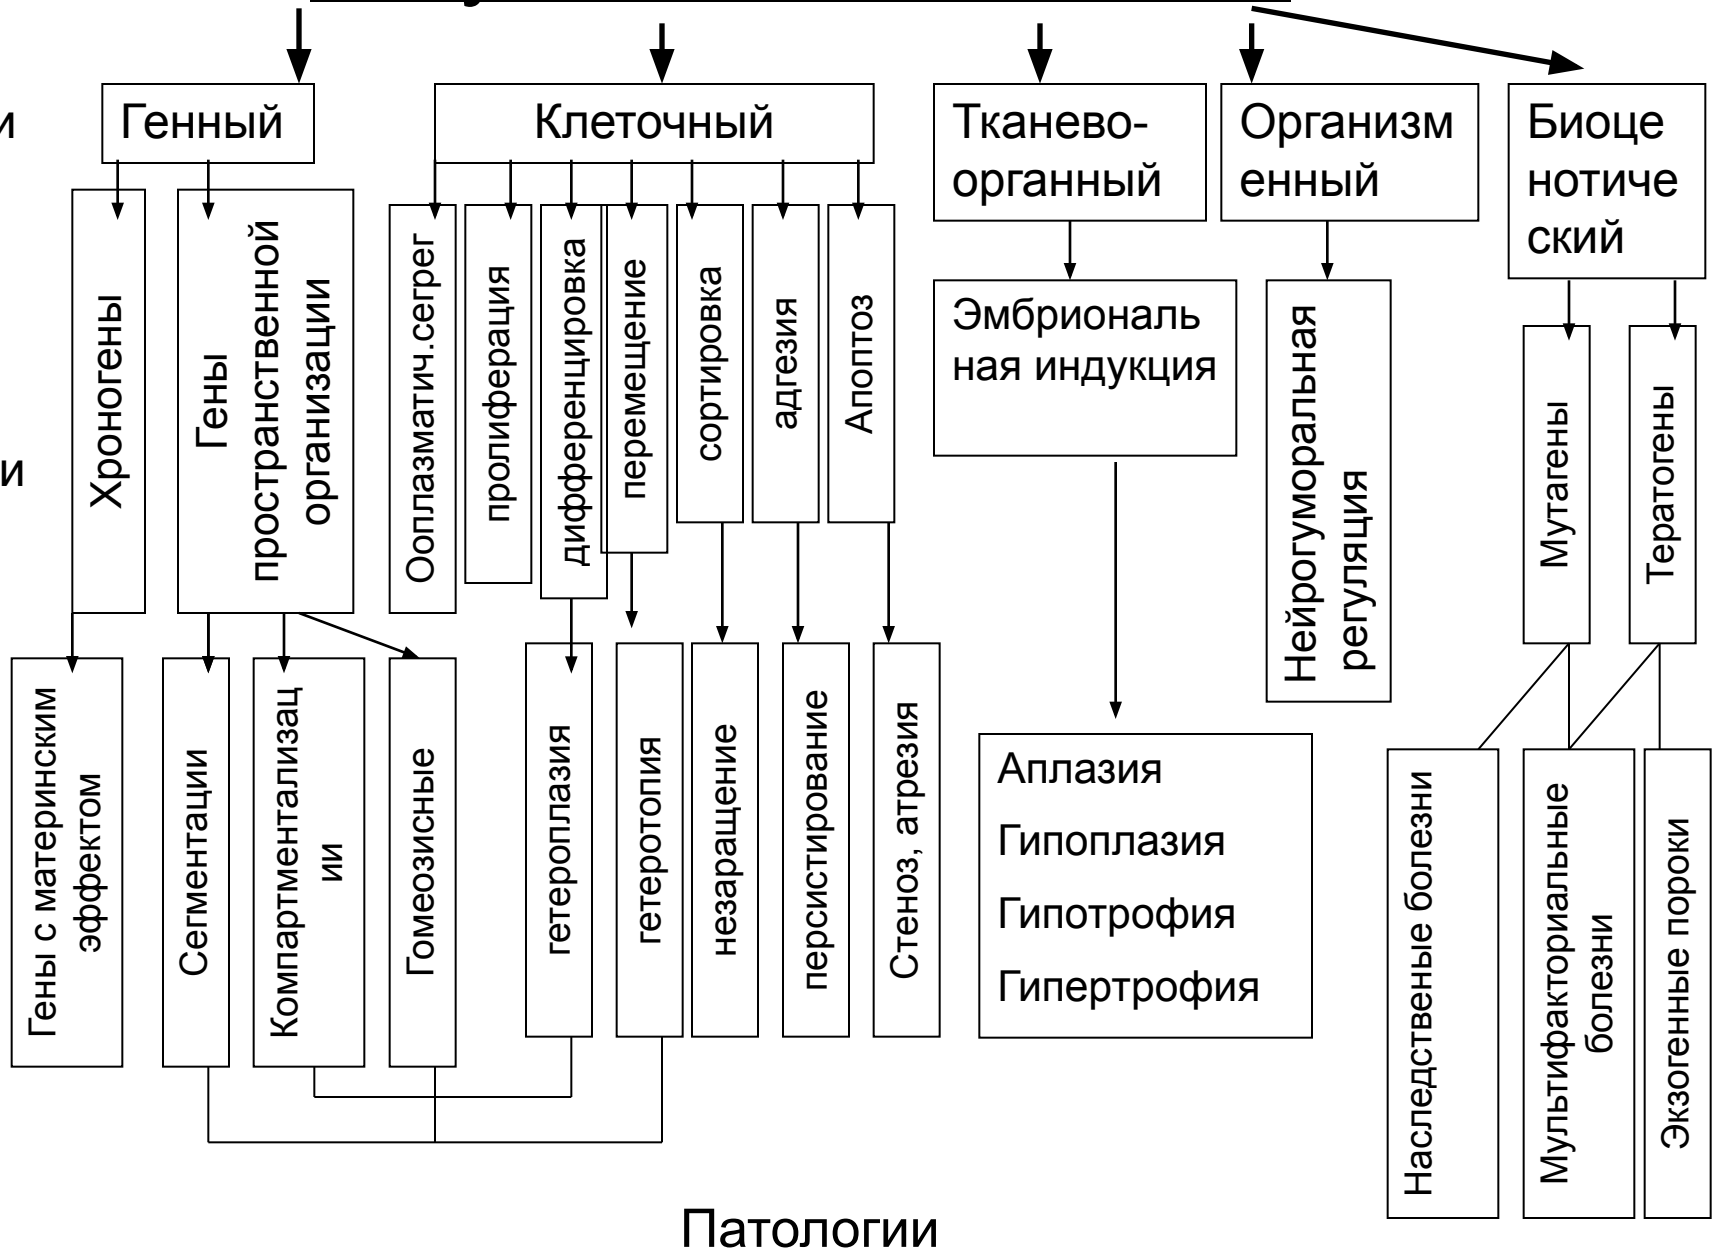 и
Генный
Клеточный
Тканево-
органный
Организм
енный
Биоце
нотиче
ский
и
Хроногены
Гены
пространственной
организации
Ооплазматич.сегрег
пролиферация
дифференцировка
перемещение
сортировка
адгезия
Апоптоз
Эмбриональ
ная индукция
Нейрогуморальная
регуляция
Мутагены
Тератогены
Гены с материнским
эффектом
Сегментации
Компартментализац
ии
Гомеозисные
гетероплазия
гетеротопия
незаращение
персистирование
Стеноз, атрезия
Аплазия
Гипоплазия
Гипотрофия
Гипертрофия
Наследственые болезни
Мультифакториальные
болезни
Экзогенные пороки
Патологии